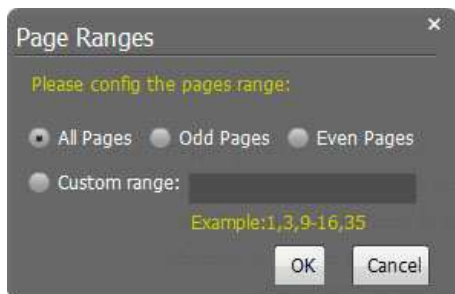 Page Ranges ×
Please config the pages range:
All Pages Odd Pages Even Pages
Custom range:
Example:1,3,9-16,35
OK Cancel